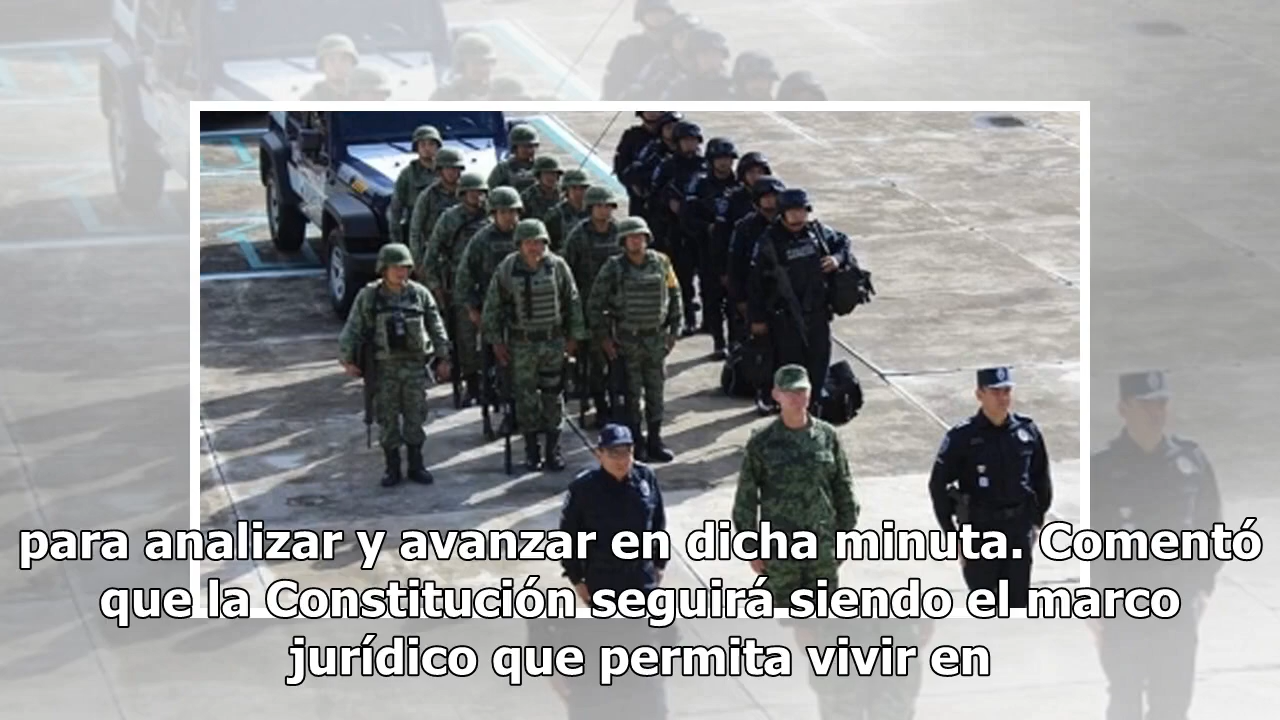 para analizar y avanzar en dicha minuta. Comentó
que la Constitución seguirá siendo el marco
jurídico que permita vivir en